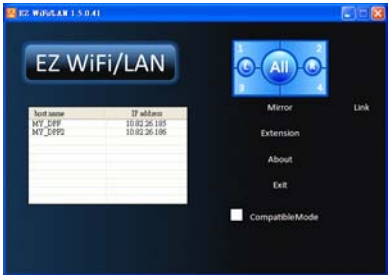 EZ WiFi/LAN 1.5.0.41
EZ WiFi/LAN
host name IP address
MY_DPF 10.82.26.185
MY_DPF2 10.82.26.186
1 2
L All R
3 4
Mirror Link
Extension
About
Exit
CompatibleMode